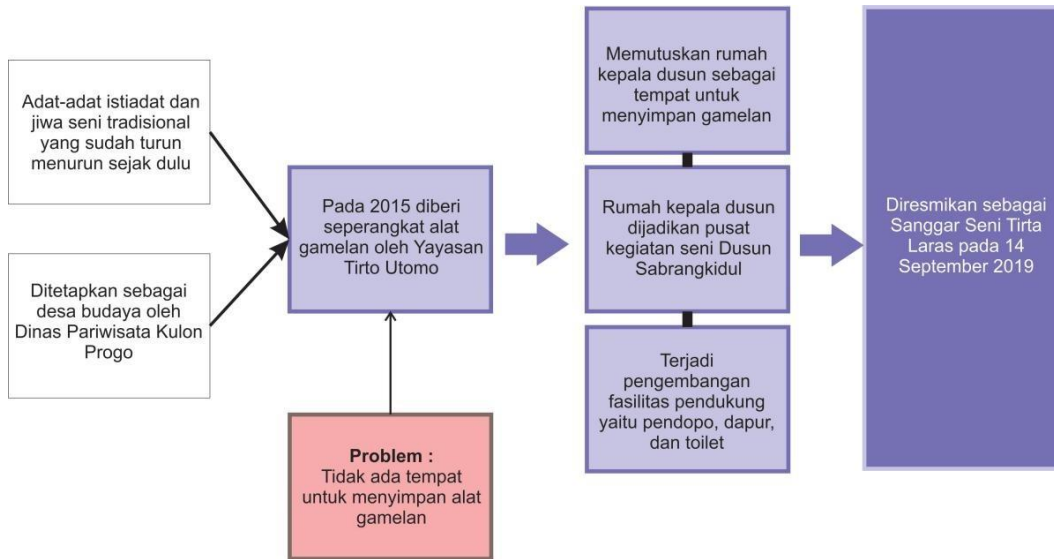 Adat-adat istiadat dan
jiwa seni tradisional
yang sudah turun
menurun sejak dulu
Ditetapkan sebagai
desa budaya oleh
Dinas Pariwisata Kulon
Progo
Pada 2015 diberi
seperangkat alat
gamelan oleh Yayasan
Tirto Utomo
Problem :
Tidak ada tempat
untuk menyimpan alat
gamelan
Memutuskan rumah
kepala dusun sebagai
tempat untuk
menyimpan gamelan
Rumah kepala dusun
dijadikan pusat
kegiatan seni Dusun
Sabrangkidul
Terjadi
pengembangan
fasilitas pendukung
yaitu pendopo, dapur,
dan toilet
Diresmikan sebagai
Sanggar Seni Tirta
Laras pada 14
September 2019